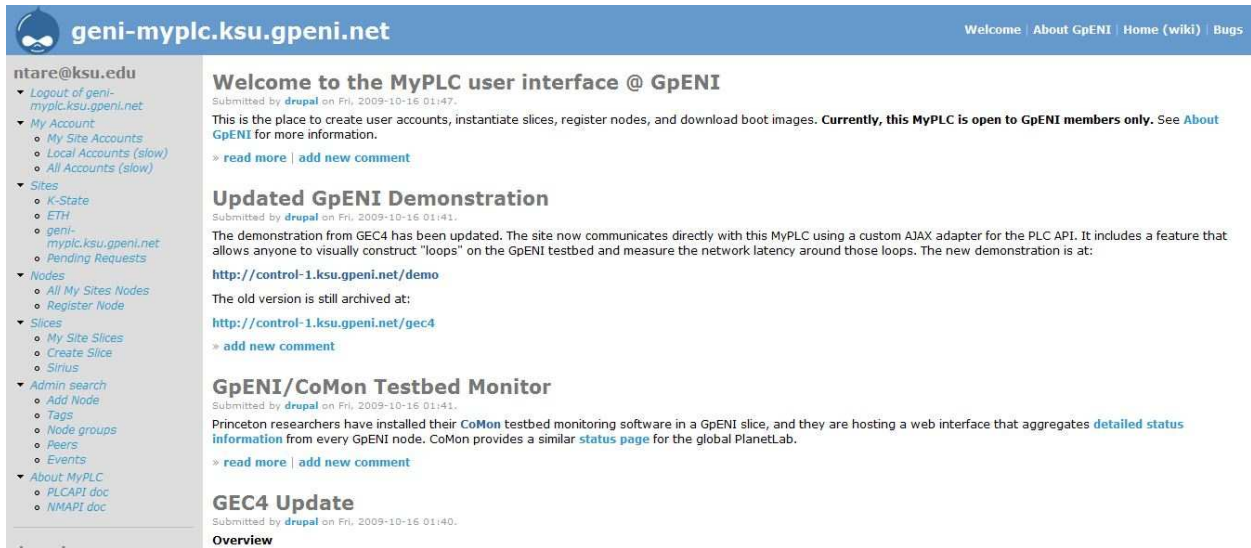 geni-myplc.ksu.gpeni.net
Welcome | About GpENI | Home (wiki) | Bugs
ntare@ksu.edu
Logout of geni-
myplc.ksu.gpeni.net
My Account
My Site Accounts
Local Accounts (slow)
All Accounts (slow)
Sites
K-State
ETH
geni-
myplc.ksu.gpeni.net
Pending Requests
Nodes
All My Sites Nodes
Register Node
Slices
My Site Slices
Create Slice
Sirius
Admin search
Add Node
Tags
Node groups
Peers
Events
About MyPLC
PLCAPI doc
NMAPI doc
Welcome to the MyPLC user interface @ GpENI
Submitted by drupal on Fri, 2009-10-16 01:47.
This is the place to create user accounts, instantiate slices, register nodes, and download boot images. Currently, this MyPLC is open to GpENI members only. See About
GpENI for more information.
» read more | add new comment
Updated GpENI Demonstration
Submitted by drupal on Fri, 2009-10-16 01:41.
The demonstration from GEC4 has been updated. The site now communicates directly with this MyPLC using a custom AJAX adapter for the PLC API. It includes a feature that
allows anyone to visually construct "loops" on the GpENI testbed and measure the network latency around those loops. The new demonstration is at:
http://control-1.ksu.gpeni.net/demo
The old version is still archived at:
http://control-1.ksu.gpeni.net/gec4
» add new comment
GpENI/CoMon Testbed Monitor
Submitted by drupal on Fri, 2009-10-16 01:41.
Princeton researchers have installed their CoMon testbed monitoring software in a GpENI slice, and they are hosting a web interface that aggregates detailed status
information from every GpENI node. CoMon provides a similar status page for the global PlanetLab.
» read more | add new comment
GEC4 Update
Submitted by drupal on Fri, 2009-10-16 01:40.
Overview